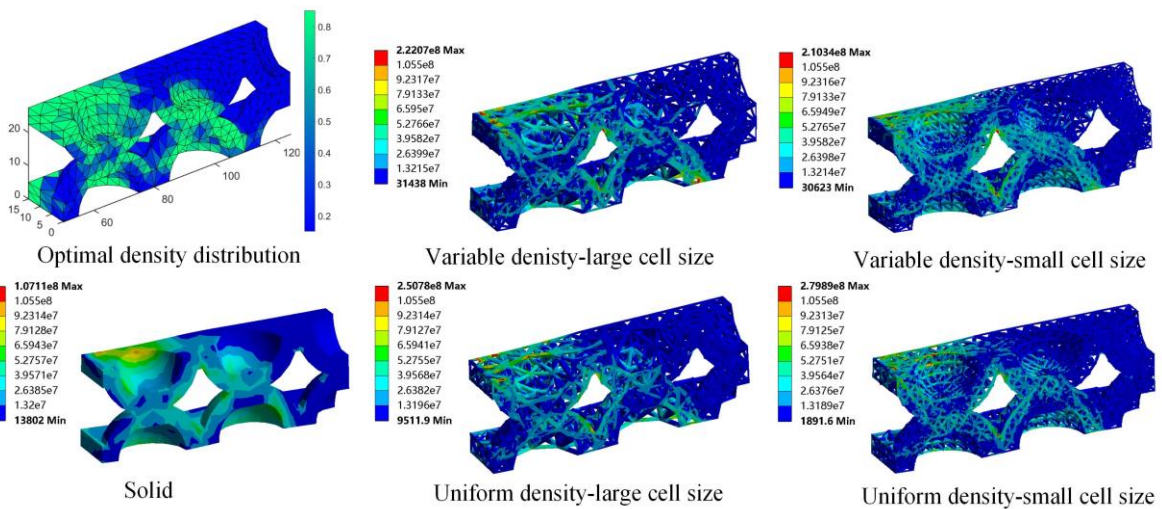 0.8
0.7
0.6
0.5
0.4
0.3
0.2
20
10
0
15
10
5
0
60
80
100
120
Optimal density distribution
2.2207e8 Max
1.055e8
9.2317e7
7.9133e7
6.595e7
5.2766e7
3.9582e7
2.6399e7
1.3215e7
31438 Min
Variable denisty-large cell size
2.1034e8 Max
1.055e8
9.2316e7
7.9133e7
6.5949e7
5.2765e7
3.9582e7
2.6398e7
1.3214e7
30623 Min
Variable density-small cell size
1.0711e8 Max
1.055e8
9.2314e7
7.9128e7
6.5943e7
5.2757e7
3.9571e7
2.6385e7
1.32e7
13802 Min
Solid
2.5078e8 Max
1.055e8
9.2314e7
7.9127e7
6.5941e7
5.2755e7
3.9568e7
2.6382e7
1.3196e7
9511.9 Min
Uniform density-large cell size
2.7989e8 Max
1.055e8
9.2313e7
7.9125e7
6.5938e7
5.2751e7
3.9564e7
2.6376e7
1.3189e7
1891.6 Min
Uniform density-small cell size